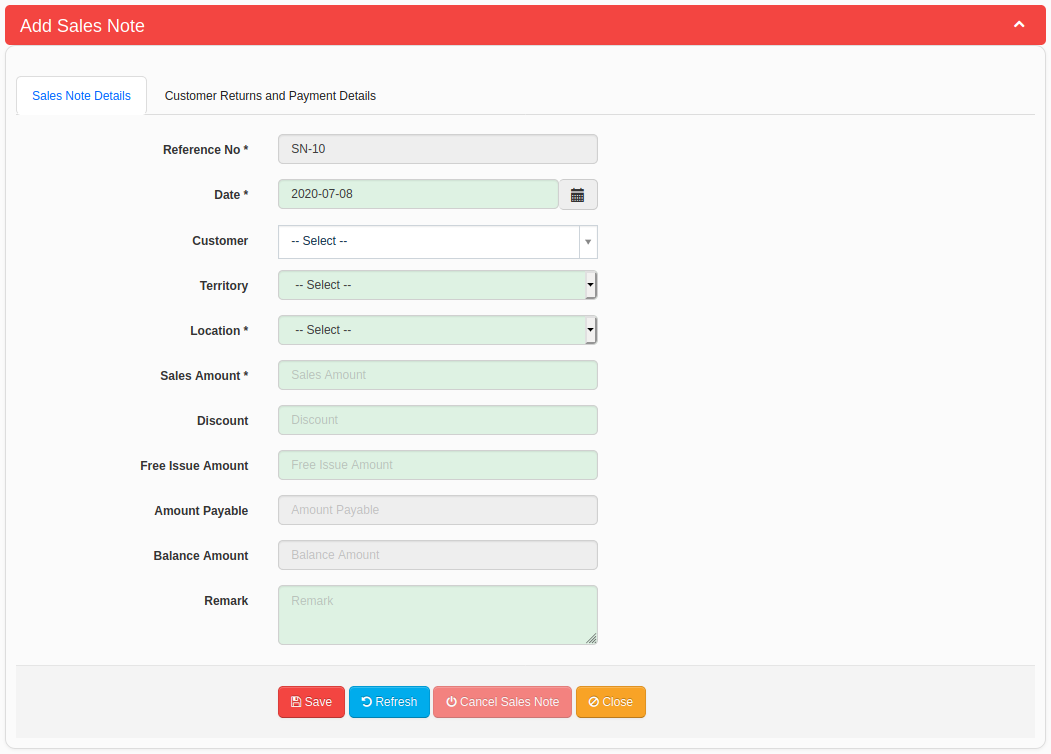 Add Sales Note
Sales Note Details Customer Returns and Payment Details
Reference No * SN-10
Date * 2020-07-08
Customer -- Select --
Territory -- Select --
Location * -- Select --
Sales Amount * Sales Amount
Discount Discount
Free Issue Amount Free Issue Amount
Amount Payable Amount Payable
Balance Amount Balance Amount
Remark Remark
Save Refresh Cancel Sales Note Close